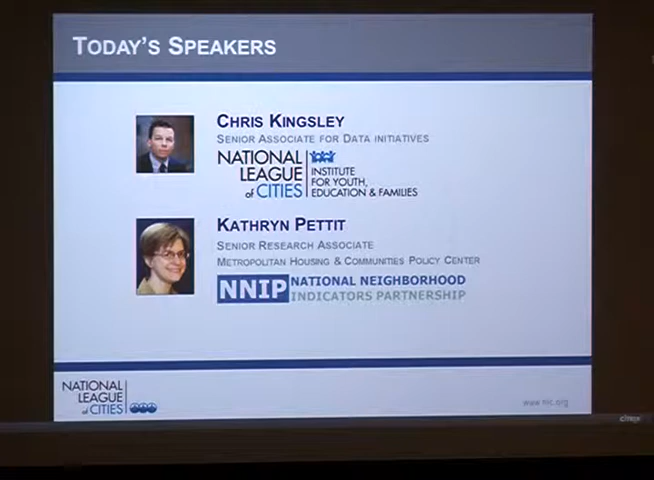 TODAY'S SPEAKERS
CHRIS KINGSLEY
SENIOR ASSOCIATE FOR DATA INITIATIVES
NATIONAL LEAGUE of CITIES
INSTITUTE FOR YOUTH, EDUCATION & FAMILIES
KATHRYN PETTIT
SENIOR RESEARCH ASSOCIATE
METROPOLITAN HOUSING & COMMUNITIES POLICY CENTER
NNIP NATIONAL NEIGHBORHOOD
INDICATORS PARTNERSHIP
NATIONAL
LEAGUE
of CITIES
www.nlc.org
citrix